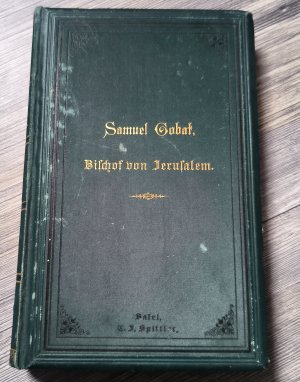 Samuel Gobat,
Bischof von Jerusalem.
Basel,
C. F. Spittler.